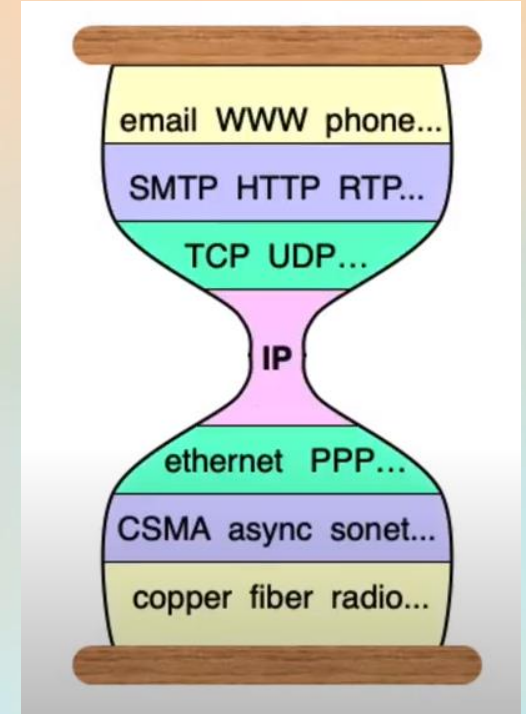 email WWW phone...
SMTP HTTP RTP...
TCP UDP...
IP
ethernet PPP...
CSMA async sonet...
copper fiber radio...